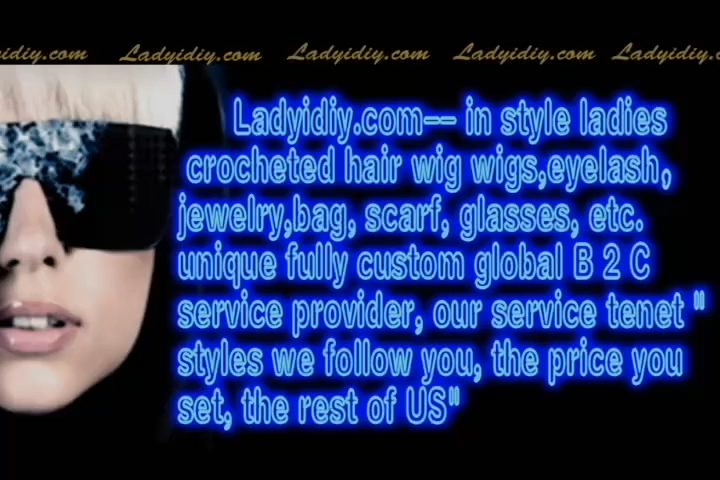 idiy.com Ladyidiy.com Ladyidiy.com Ladyidiy.com Ladyidiy.c
Ladyidiy.com-- in style ladies
crocheted hair wig wigs,eyelash,
jewelry,bag, scarf, glasses, etc.
unique fully custom global B 2 C
service provider, our service tenet "
styles we follow you, the price you
set, the rest of US"